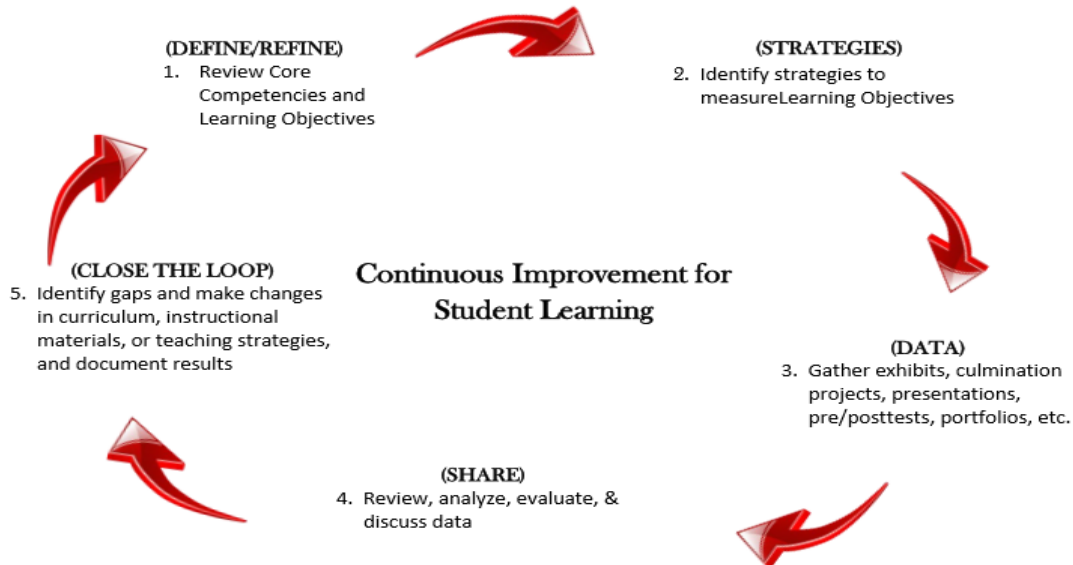 (DEFINE/REFINE)
1. Review Core
Competencies and
Learning Objectives
(STRATEGIES)
2. Identify strategies to
measureLearning Objectives
(CLOSE THE LOOP)
5. Identify gaps and make changes
in curriculum, instructional
materials, or teaching strategies,
and document results
Continuous Improvement for
Student Learning
(DATA)
3. Gather exhibits, culmination
projects, presentations,
pre/posttests, portfolios, etc.
(SHARE)
4. Review, analyze, evaluate, &
discuss data